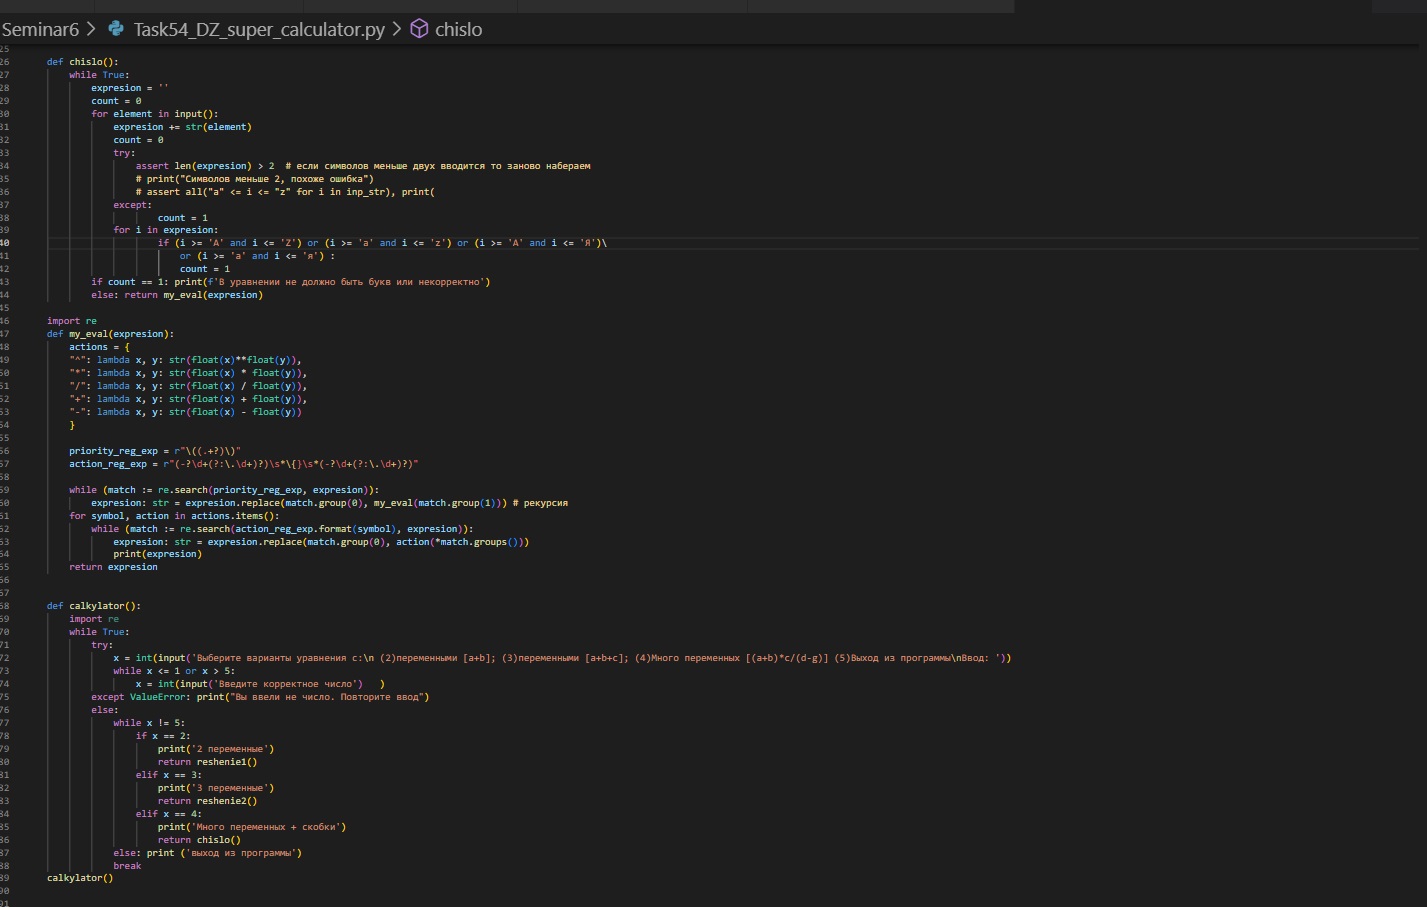 Seminar6 > Task54_DZ_super_calculator.py > chislo
25
26 def chislo():
27 while True:
28 expresion = ''
29 count = 0
30 for element in input():
31 expresion += str(element)
32 count = 0
33 try:
34 assert len(expresion) > 2 # если символов меньше двух вводится то заново набераем
35 # print("Символов меньше 2, похоже ошибка")
36 # assert all("a" <= i <= "z" for i in inp_str), print(
37 except:
38 count = 1
39 for i in expresion:
40 if (i >= 'A' and i <= 'Z') or (i >= 'a' and i <= 'z') or (i >= 'А' and i <= 'Я')\
41 or (i >= 'а' and i <= 'я') :
42 count = 1
43 if count == 1: print(f'В уравнении не должно быть букв или некорректно')
44 else: return my_eval(expresion)
45
46 import re
47 def my_eval(expresion):
48 actions = {
49 "^": lambda x, y: str(float(x)**float(y)),
50 "*": lambda x, y: str(float(x) * float(y)),
51 "/": lambda x, y: str(float(x) / float(y)),
52 "+": lambda x, y: str(float(x) + float(y)),
53 "-": lambda x, y: str(float(x) - float(y))
54 }
55
56 priority_reg_exp = r"\((.+?)\)"
57 action_reg_exp = r"(-?\d+(?:\.\d+)?)\s*\{}\s*(-?\d+(?:\.\d+)?)"
58
59 while (match := re.search(priority_reg_exp, expresion)):
60 expresion: str = expresion.replace(match.group(0), my_eval(match.group(1))) # рекурсия
61 for symbol, action in actions.items():
62 while (match := re.search(action_reg_exp.format(symbol), expresion)):
63 expresion: str = expresion.replace(match.group(0), action(*match.groups()))
64 print(expresion)
65 return expresion
66
67
68 def calkylator():
69 import re
70 while True:
71 try:
72 x = int(input('Выберите варианты уравнения с:\n (2)переменными [a+b]; (3)переменными [a+b+c]; (4)Много переменных [(a+b)*c/(d-g)] (5)Выход из программы\nВвод: '))
73 while x <= 1 or x > 5:
74 x = int(input('Введите корректное число') )
75 except ValueError: print("Вы ввели не число. Повторите ввод")
76 else:
77 while x != 5:
78 if x == 2:
79 print('2 переменные')
80 return reshenie1()
81 elif x == 3:
82 print('3 переменные')
83 return reshenie2()
84 elif x == 4:
85 print('Много переменных + скобки')
86 return chislo()
87 else: print ('выход из программы')
88 break
89 calkylator()
90
91